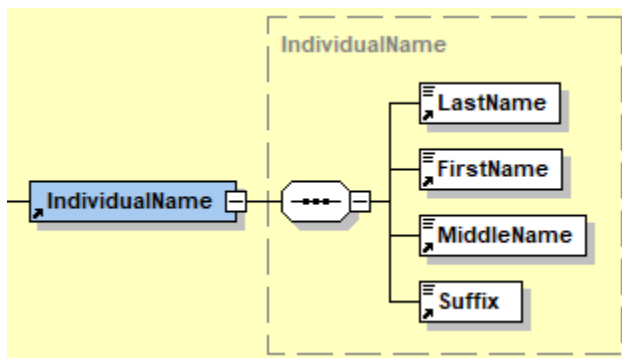 IndividualName
LastName
FirstName
IndividualName
MiddleName
Suffix